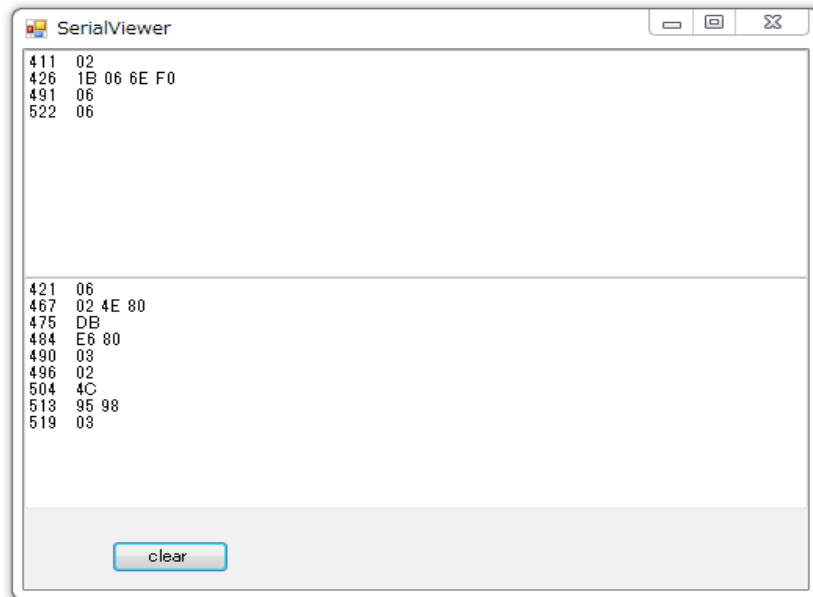 SerialViewer
411 02
426 1B 06 6E F0
491 06
522 06
421 06
467 02 4E 80
475 DB
484 E6 80
490 03
496 02
504 4C
513 95 98
519 03
clear